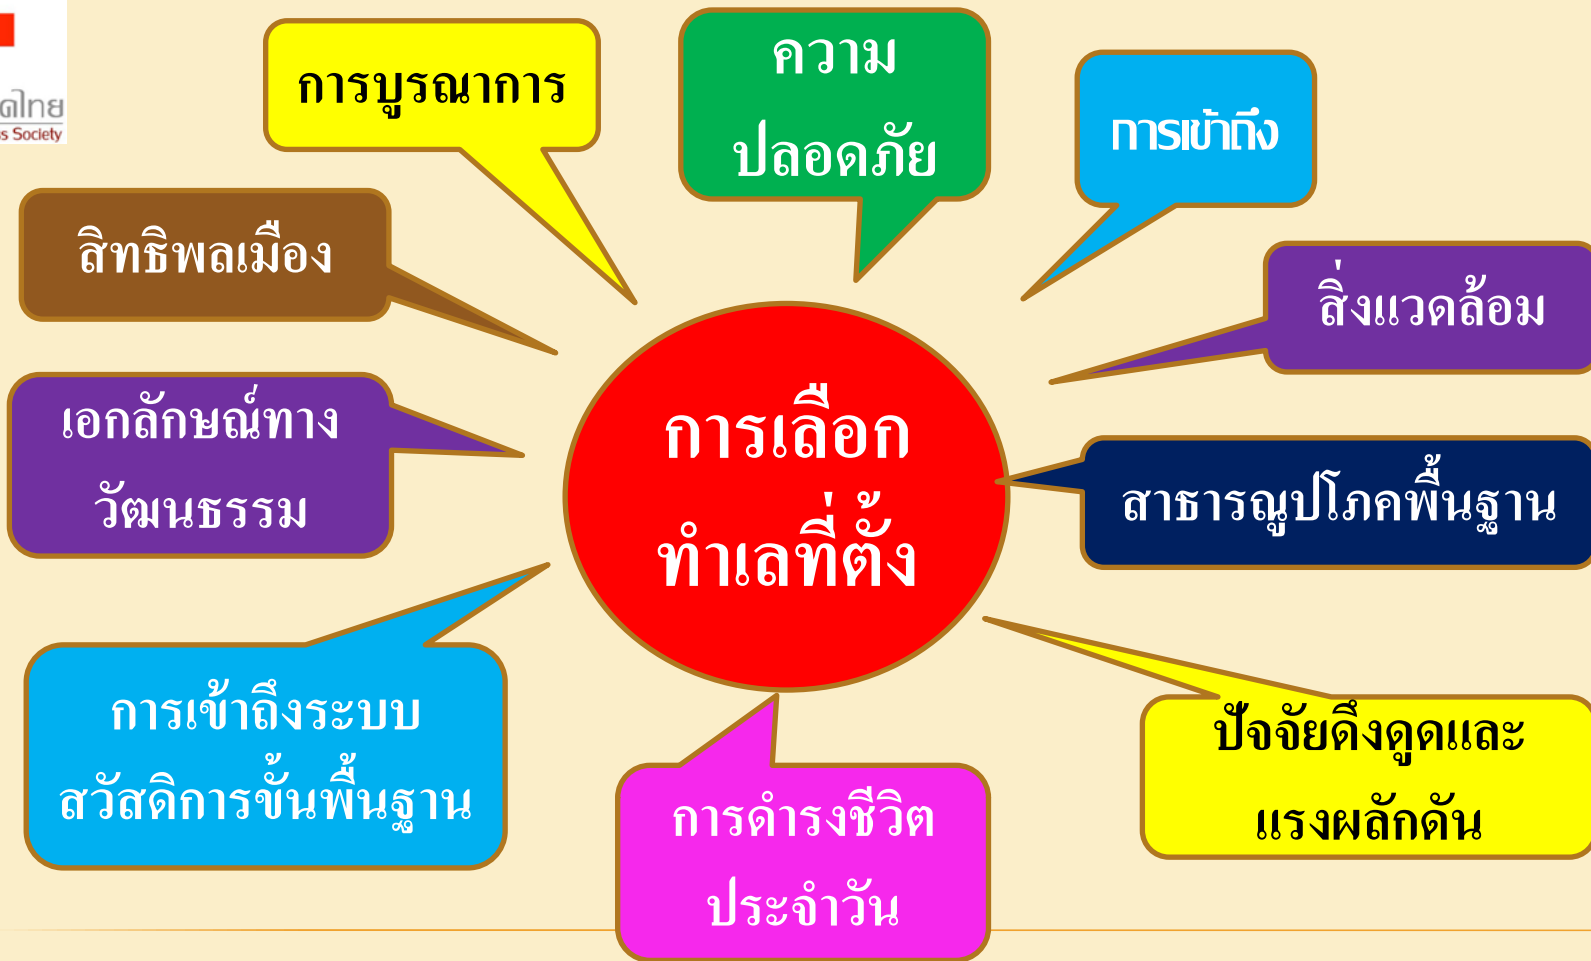 ดไทย
s Society
การบูรณาการ
ความ
ปลอดภัย
การเข้าถึง
สิทธิพลเมือง
สิ่งแวดล้อม
เอกลักษณ์ทาง
วัฒนธรรม
การเลือก
ทำเลที่ตั้ง
สาธารณูปโภคพื้นฐาน
การเข้าถึงระบบ
สวัสดิการขั้นพื้นฐาน
การดำรงชีวิต
ประจำวัน
ปัจจัยดึงดูดและ
แรงผลักดัน